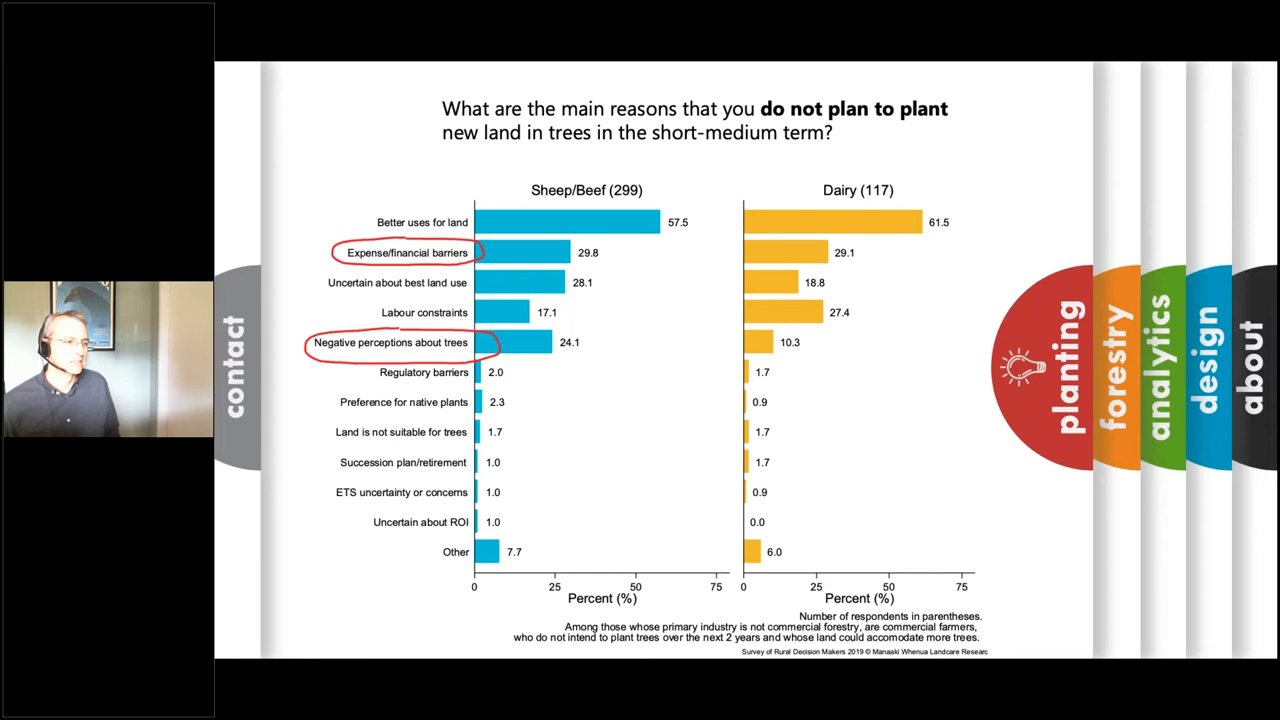 What are the main reasons that you do not plan to plant
new land in trees in the short-medium term?
Sheep/Beef (299)
Dairy (117)
Better uses for land 57.5 61.5
Expense/financial barriers 29.8 29.1
Uncertain about best land use 28.1 18.8
Labour constraints 17.1 27.4
Negative perceptions about trees 24.1 10.3
Regulatory barriers 2.0 1.7
Preference for native plants 2.3 0.9
Land is not suitable for trees 1.7 1.7
Succession plan/retirement 1.0 1.7
ETS uncertainty or concerns 1.0 0.9
Uncertain about ROI 1.0 0.0
Other 7.7 6.0
0 25 50 75 0 25 50 75
Percent (%) Percent (%)
Number of respondents in parentheses.
Among those whose primary industry is not commercial forestry, are commercial farmers,
who do not intend to plant trees over the next 2 years and whose land could accomodate more trees.
Survey of Rural Decision Makers 2019 © Manaaki Whenua Landcare Researc
contact
planting
forestry
analytics
design
about